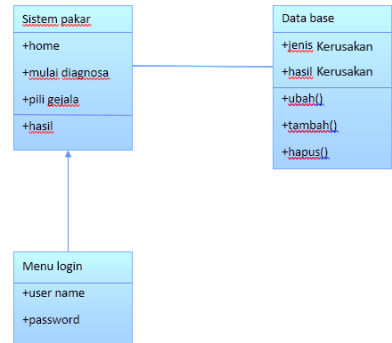 Sistem pakar
+home
+mulai diagnosa
+pili gejala
+hasil
Data base
+jenis Kerusakan
+hasil Kerusakan
+ubah()
+tambah()
+hapus()
Menu login
+user name
+password